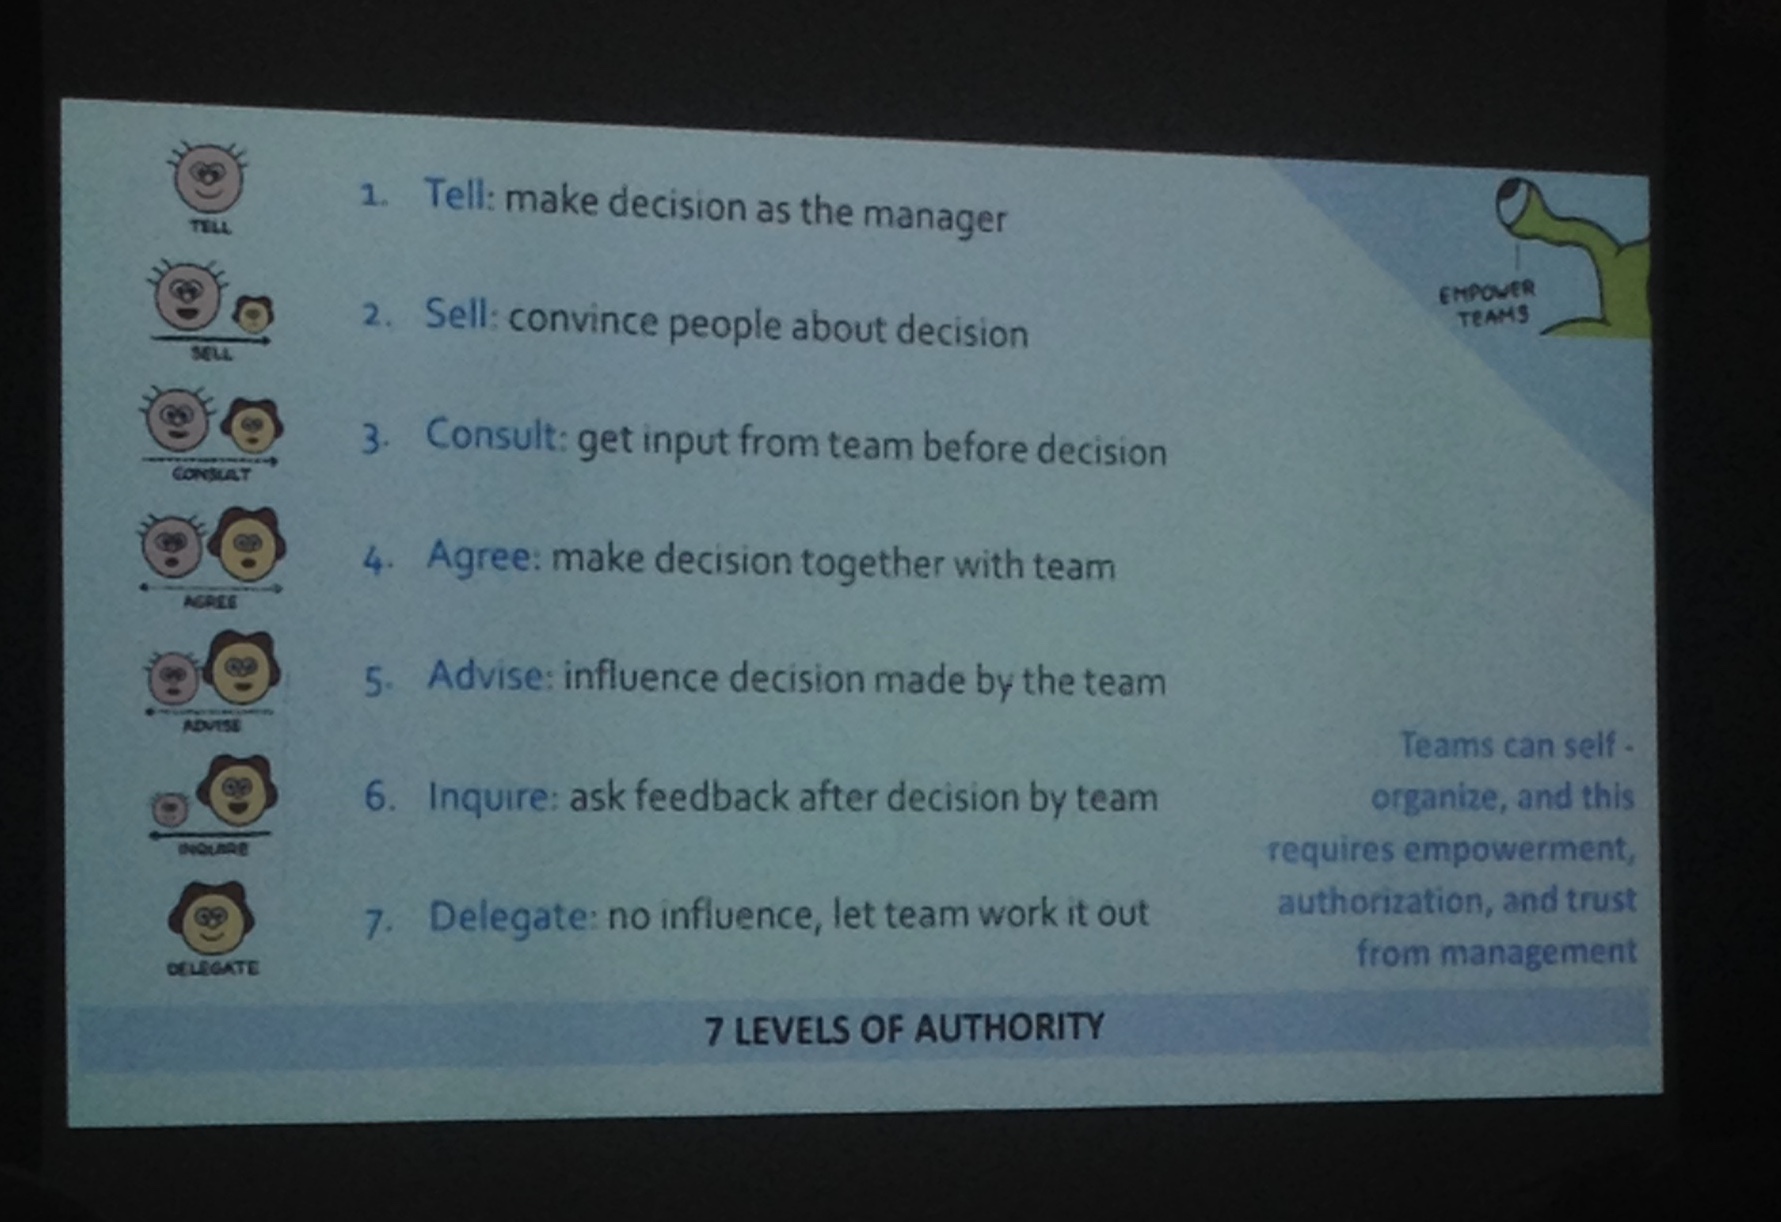 TELL
1. Tell: make decision as the manager
SELL
2. Sell: convince people about decision
CONSULT
3. Consult: get input from team before decision
AGREE
4. Agree: make decision together with team
ADVISE
5. Advise: influence decision made by the team
INQUIRE
6. Inquire: ask feedback after decision by team
DELEGATE
7. Delegate: no influence, let team work it out
EMPOWER
TEAMS
Teams can self -
organize, and this
requires empowerment,
authorization, and trust
from management
7 LEVELS OF AUTHORITY